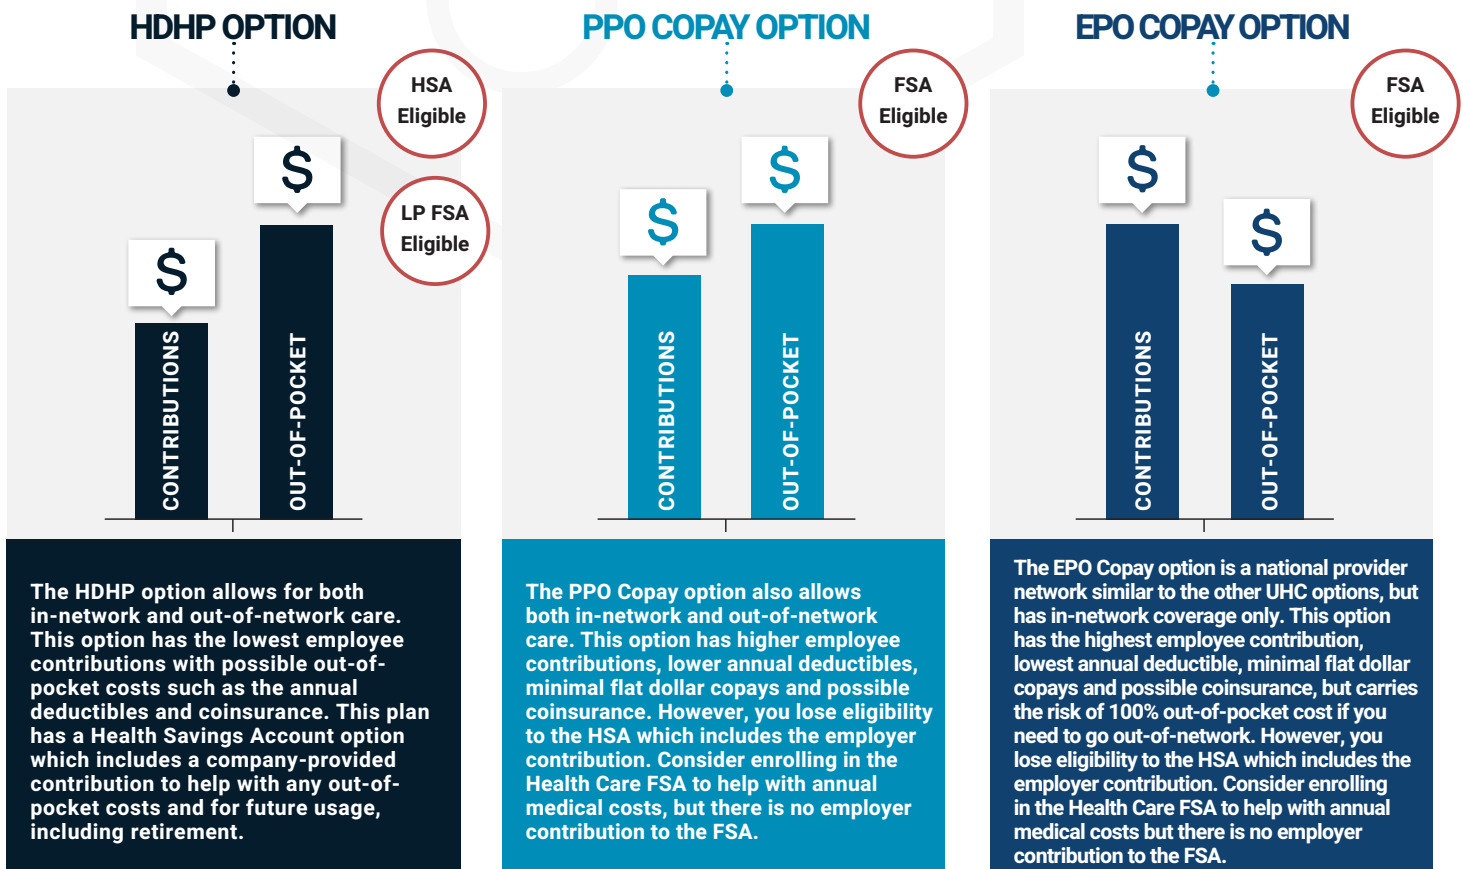 HDHP OPTION
HSA
Eligible
LP FSA
Eligible
$
$
CONTRIBUTIONS
OUT-OF-POCKET
The HDHP option allows for both
in-network and out-of-network care.
This option has the lowest employee
contributions with possible out-of-
pocket costs such as the annual
deductibles and coinsurance. This plan
has a Health Savings Account option
which includes a company-provided
contribution to help with any out-of-
pocket costs and for future usage,
including retirement.
PPO COPAY OPTION
FSA
Eligible
$
$
CONTRIBUTIONS
OUT-OF-POCKET
The PPO Copay option also allows
both in-network and out-of-network
care. This option has higher employee
contributions, lower annual deductibles,
minimal flat dollar copays and possible
coinsurance. However, you lose eligibility
to the HSA which includes the employer
contribution. Consider enrolling in the
Health Care FSA to help with annual
medical costs, but there is no employer
contribution to the FSA.
EPO COPAY OPTION
FSA
Eligible
$
$
CONTRIBUTIONS
OUT-OF-POCKET
The EPO Copay option is a national provider
network similar to the other UHC options, but
has in-network coverage only. This option
has the highest employee contribution,
lowest annual deductible, minimal flat dollar
copays and possible coinsurance, but carries
the risk of 100% out-of-pocket cost if you
need to go out-of-network. However, you
lose eligibility to the HSA which includes the
employer contribution. Consider enrolling
in the Health Care FSA to help with annual
medical costs but there is no employer
contribution to the FSA.